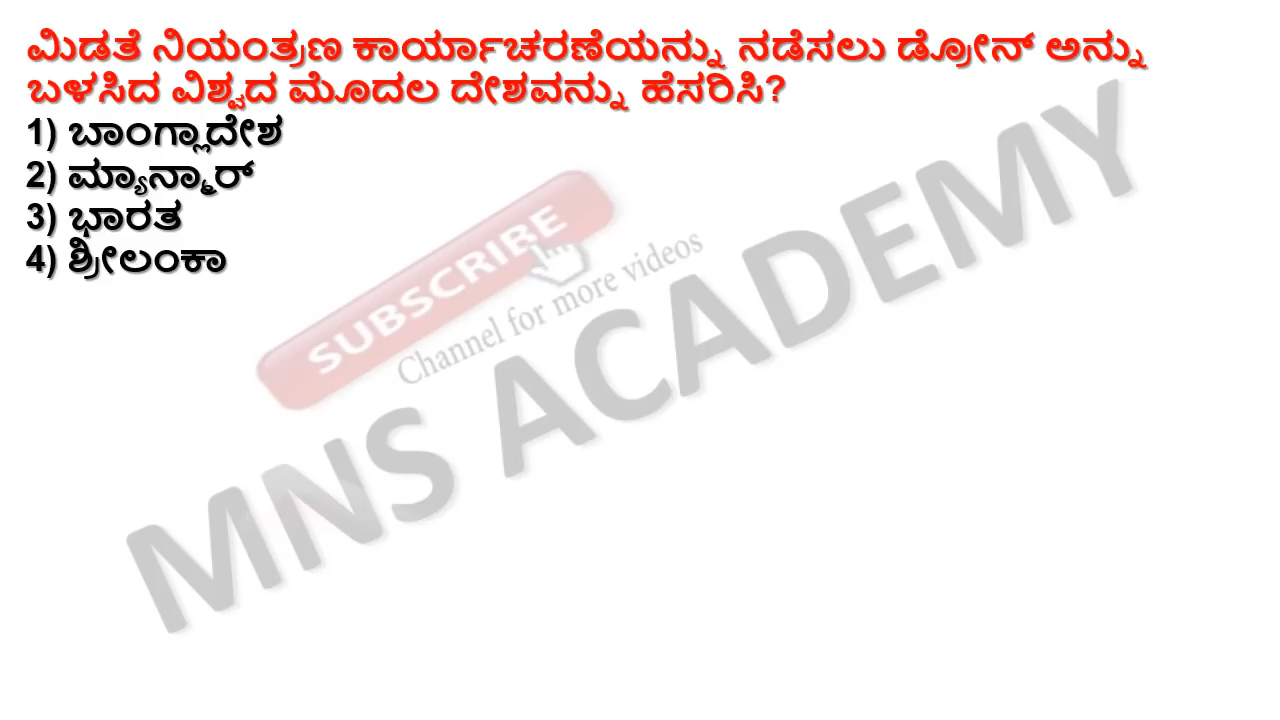 ಮಿಡತೆ ನಿಯಂತ್ರಣ ಕಾರ್ಯಾಚರಣೆಯನ್ನು ನಡೆಸಲು ಡ್ರೋನ್ ಅನ್ನು
ಬಳಸಿದ ವಿಶ್ವದ ಮೊದಲ ದೇಶವನ್ನು ಹೆಸರಿಸಿ?
1) ಬಾಂಗ್ಲಾದೇಶ
2) ಮ್ಯಾನ್ಮಾರ್
3) ಭಾರತ
4) ಶ್ರೀಲಂಕಾ
SUBSCRIBE
Channel for more videos
MNS ACADEMY